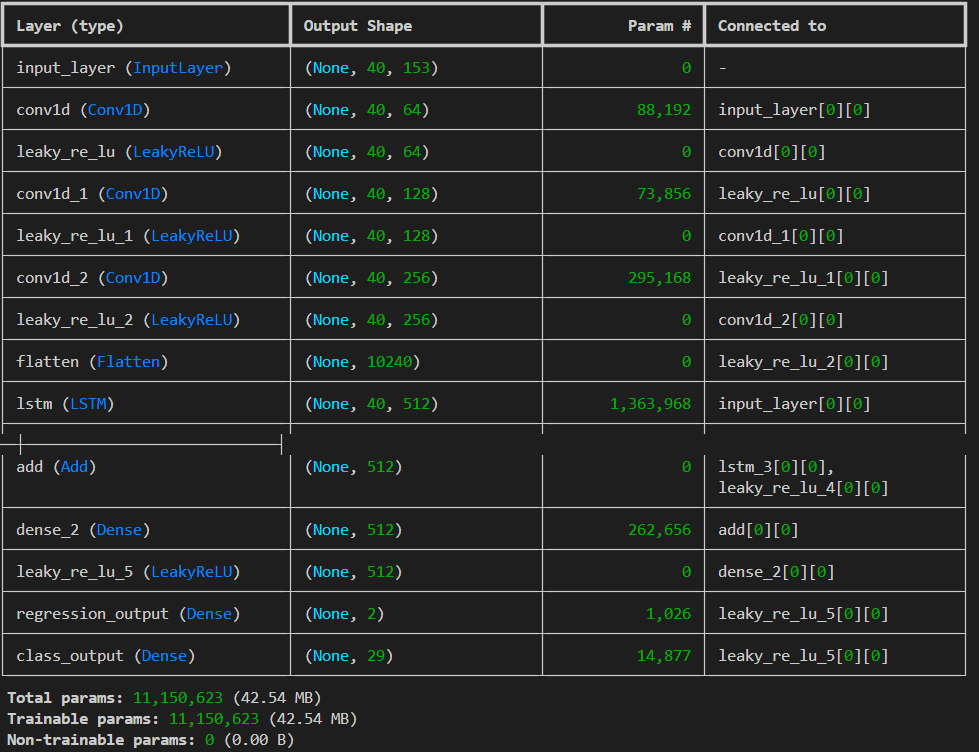 Layer (type) Output Shape Param # Connected to
input_layer (InputLayer) (None, 40, 153) 0 -
conv1d (Conv1D) (None, 40, 64) 88,192 input_layer[0][0]
leaky_re_lu (LeakyReLU) (None, 40, 64) 0 conv1d[0][0]
conv1d_1 (Conv1D) (None, 40, 128) 73,856 leaky_re_lu[0][0]
leaky_re_lu_1 (LeakyReLU) (None, 40, 128) 0 conv1d_1[0][0]
conv1d_2 (Conv1D) (None, 40, 256) 295,168 leaky_re_lu_1[0][0]
leaky_re_lu_2 (LeakyReLU) (None, 40, 256) 0 conv1d_2[0][0]
flatten (Flatten) (None, 10240) 0 leaky_re_lu_2[0][0]
lstm (LSTM) (None, 40, 512) 1,363,968 input_layer[0][0]
add (Add) (None, 512) 0 lstm_3[0][0],
leaky_re_lu_4[0][0]
dense_2 (Dense) (None, 512) 262,656 add[0][0]
leaky_re_lu_5 (LeakyReLU) (None, 512) 0 dense_2[0][0]
regression_output (Dense) (None, 2) 1,026 leaky_re_lu_5[0][0]
class_output (Dense) (None, 29) 14,877 leaky_re_lu_5[0][0]
Total params: 11,150,623 (42.54 MB)
Trainable params: 11,150,623 (42.54 MB)
Non-trainable params: 0 (0.00 B)